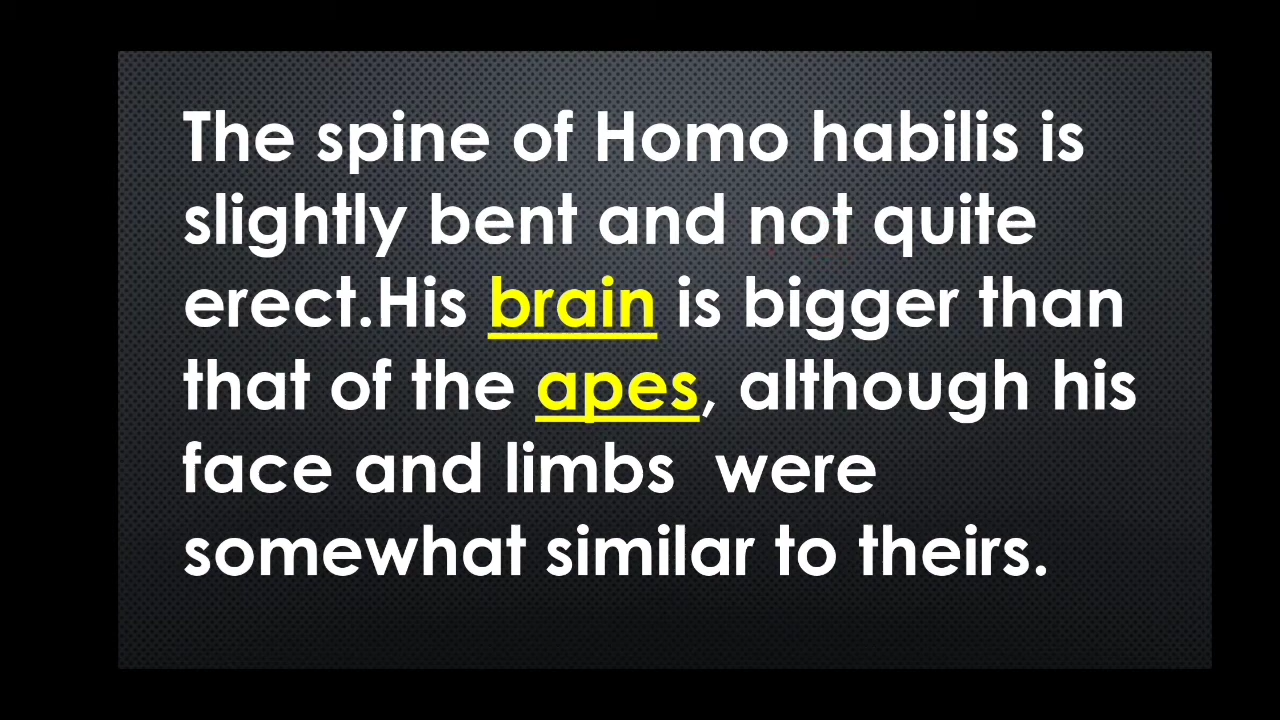 The spine of Homo habilis is
slightly bent and not quite
erect.His brain is bigger than
that of the apes, although his
face and limbs  were
somewhat similar to theirs.